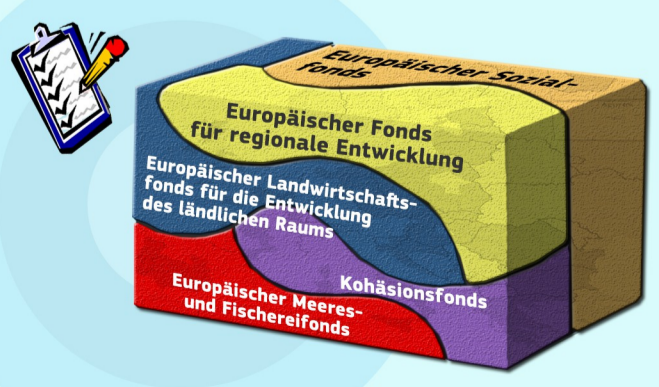 Europäischer Sozial-
fonds
Europäischer Fonds
für regionale Entwicklung
Europäischer Landwirtschafts-
fonds für die Entwicklung
des ländlichen Raums
Kohäsionsfonds
Europäischer Meeres-
und Fischereifonds